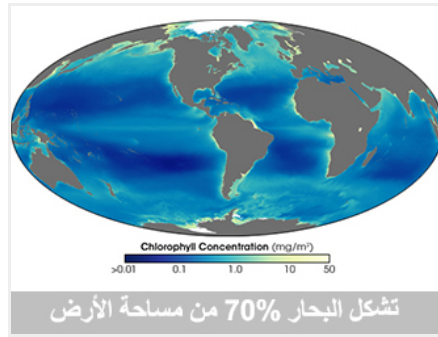 Chlorophyll Concentration (mg/m³)
>0.01 0.1 1.0 10 50
تشكل البحار 70% من مساحة الأرض